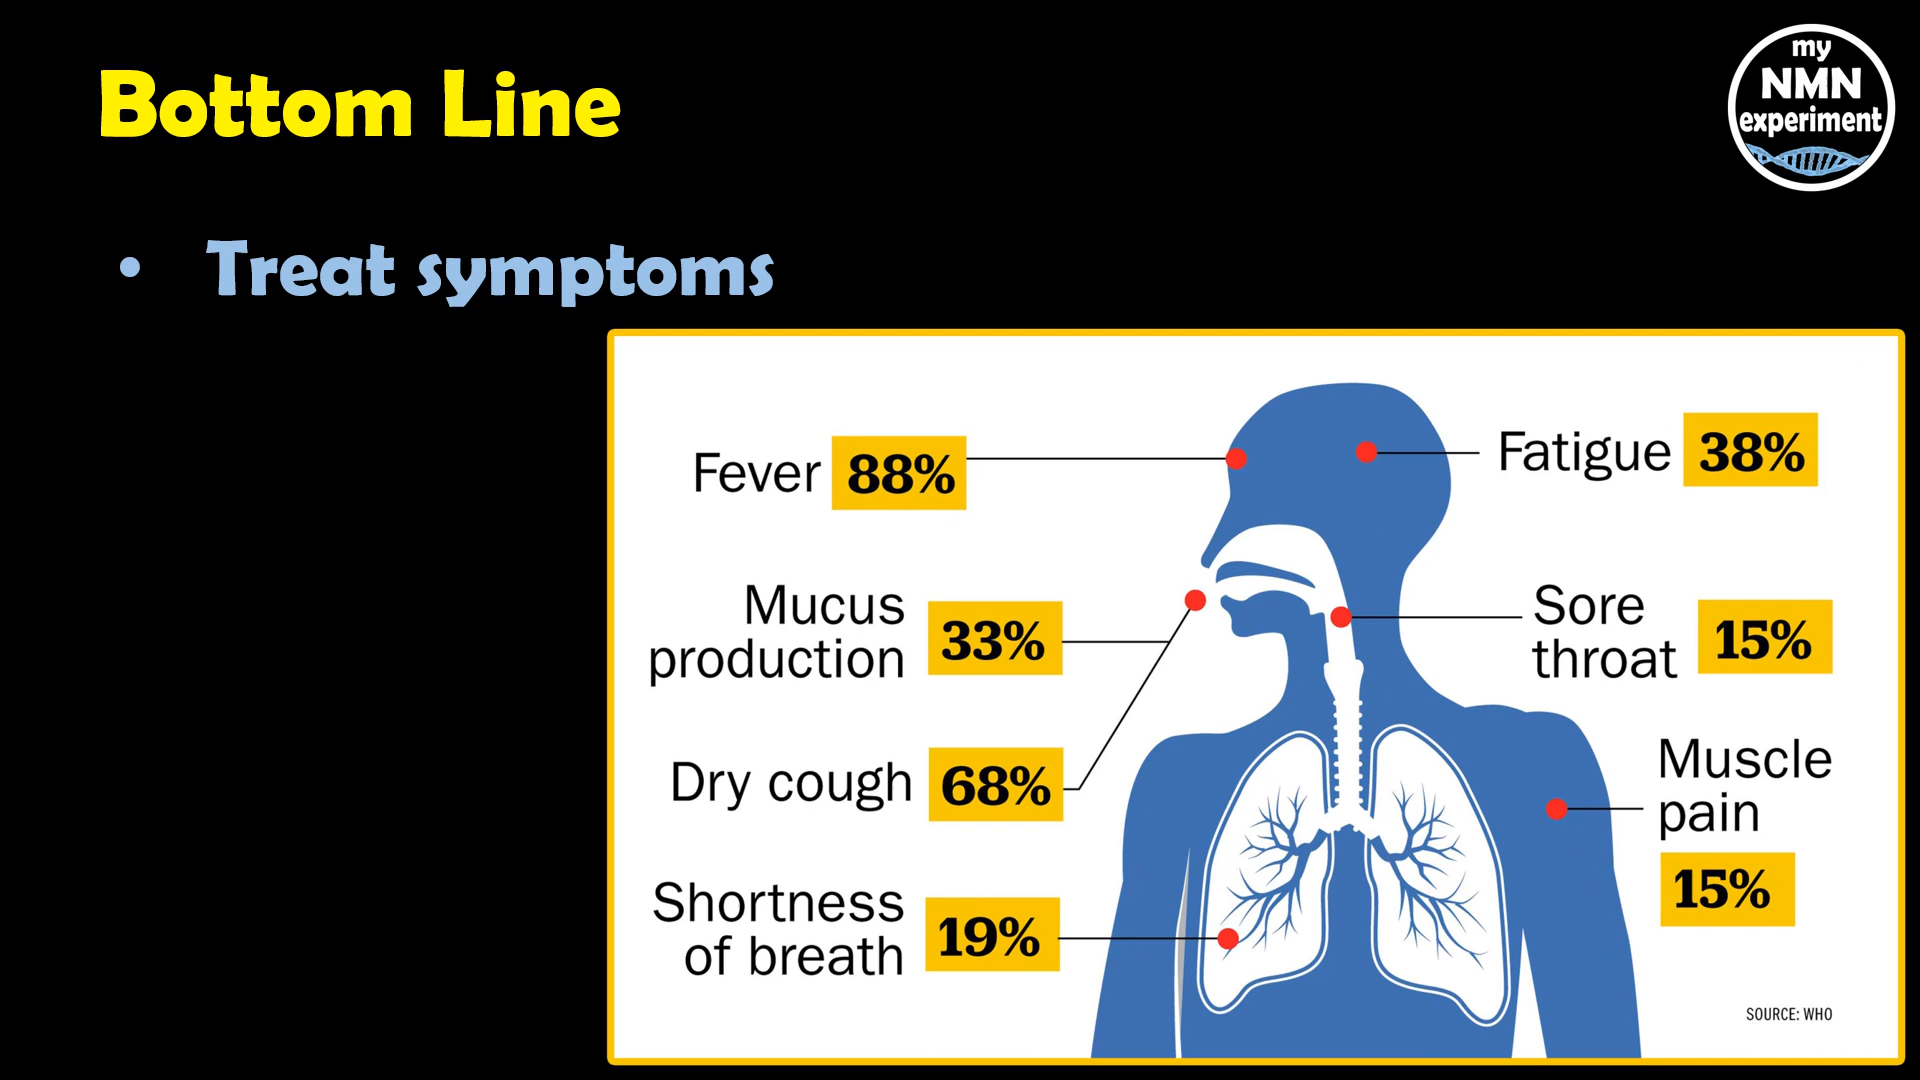 Bottom Line
my
NMN
experiment
• Treat symptoms
Fever 88%
Fatigue 38%
Mucus
production 33%
Sore
throat 15%
Dry cough 68%
Muscle
pain
15%
Shortness
of breath 19%
SOURCE: WHO